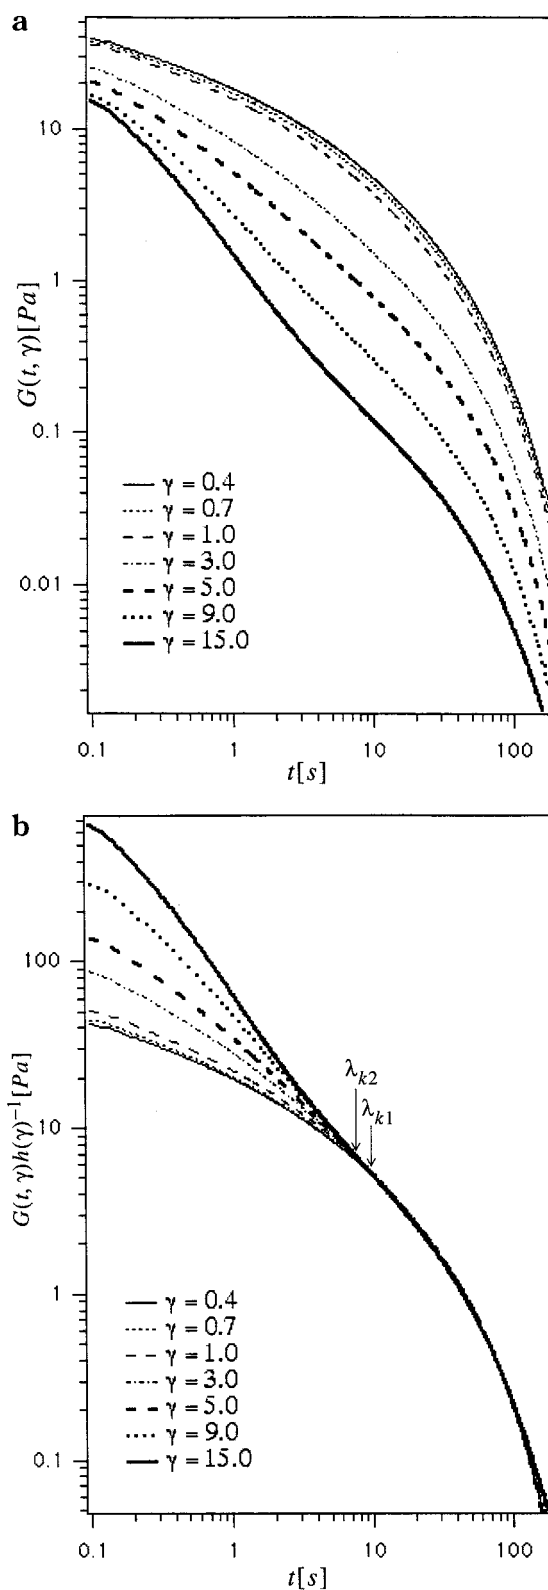 a
10
1
0.1
0.01
G(t, γ)[Pa]
γ = 0.4
γ = 0.7
γ = 1.0
γ = 3.0
γ = 5.0
γ = 9.0
γ = 15.0
0.1 1 10 100
t[s]
b
100
10
1
0.1
G(t, γ)h(γ)⁻¹[Pa]
λk2
λk1
γ = 0.4
γ = 0.7
γ = 1.0
γ = 3.0
γ = 5.0
γ = 9.0
γ = 15.0
0.1 1 10 100
t[s]